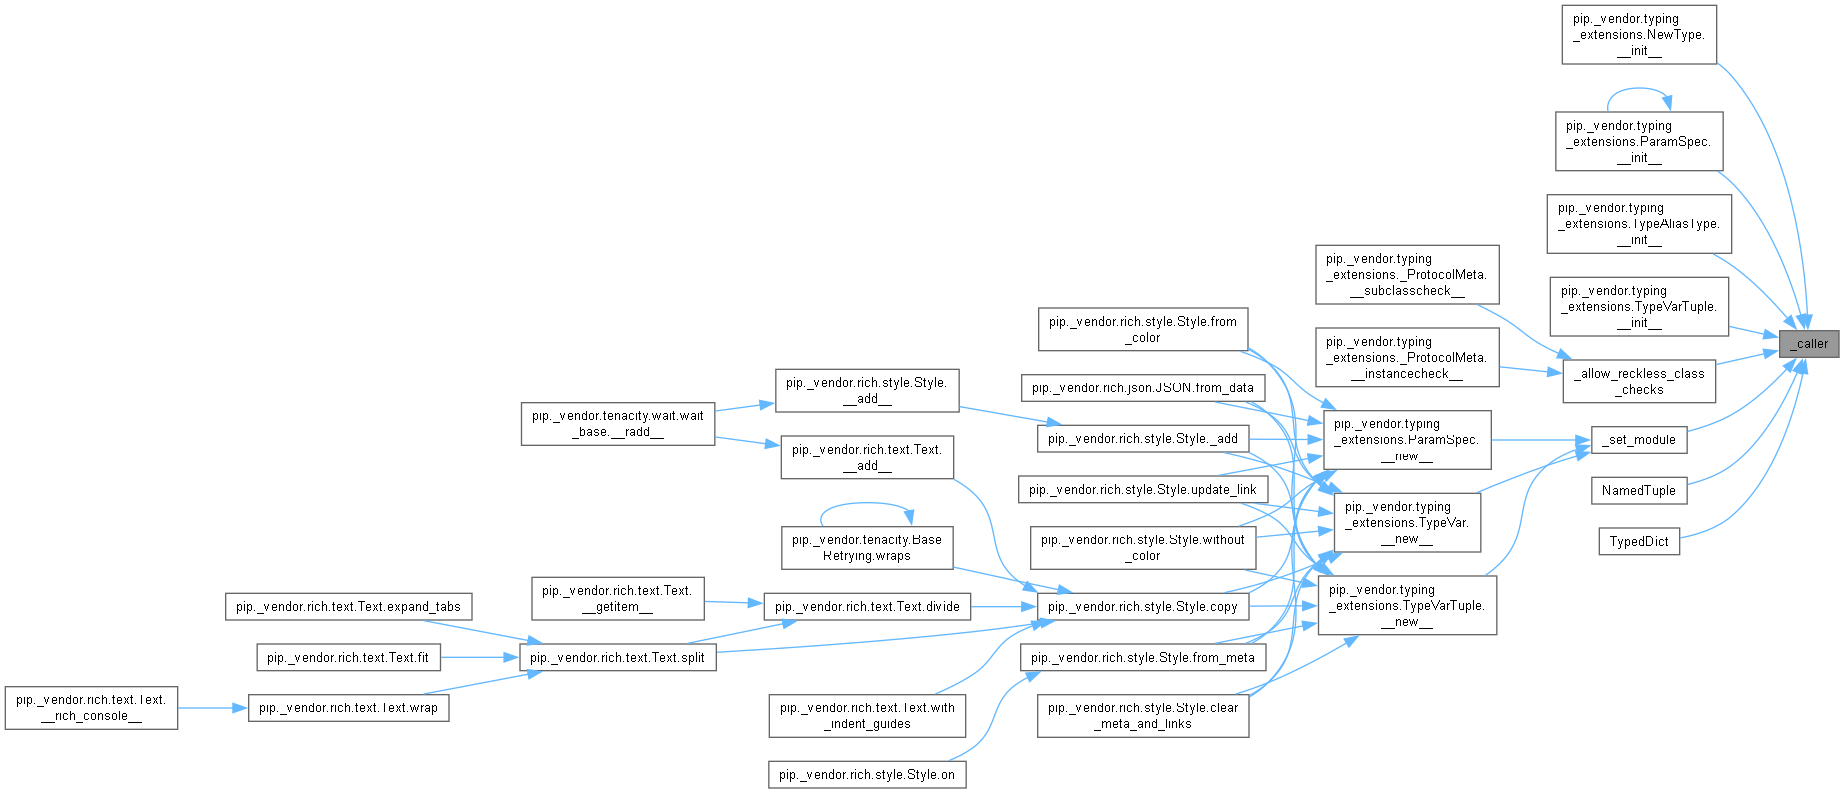 pip._vendor.typing
_extensions.NewType.
__init__
pip._vendor.typing
_extensions.ParamSpec.
__init__
pip._vendor.typing
_extensions.TypeAliasType.
__init__
pip._vendor.typing
_extensions._ProtocolMeta.
__subclasscheck__
pip._vendor.typing
_extensions.TypeVarTuple.
__init__
pip._vendor.rich.style.Style.from
_color
pip._vendor.typing
_extensions._ProtocolMeta.
__instancecheck__
_caller
_allow_reckless_class
_checks
pip._vendor.rich.style.Style.
__add__
pip._vendor.rich.json.JSON.from_data
pip._vendor.tenacity.wait.wait
_base.__radd__
pip._vendor.rich.style.Style._add
pip._vendor.typing
_extensions.ParamSpec.
__new__
_set_module
pip._vendor.rich.text.Text.
__add__
pip._vendor.rich.style.Style.update_link
NamedTuple
pip._vendor.typing
_extensions.TypeVar.
__new__
pip._vendor.tenacity.Base
Retrying.wraps
pip._vendor.rich.style.Style.without
_color
TypedDict
pip._vendor.rich.text.Text.
__getitem__
pip._vendor.typing
_extensions.TypeVarTuple.
__new__
pip._vendor.rich.text.Text.expand_tabs
pip._vendor.rich.text.Text.divide
pip._vendor.rich.style.Style.copy
pip._vendor.rich.text.Text.fit
pip._vendor.rich.text.Text.split
pip._vendor.rich.style.Style.from_meta
pip._vendor.rich.text.Text.
__rich_console__
pip._vendor.rich.text.Text.wrap
pip._vendor.rich.text.Text.with
_indent_guides
pip._vendor.rich.style.Style.clear
_meta_and_links
pip._vendor.rich.style.Style.on